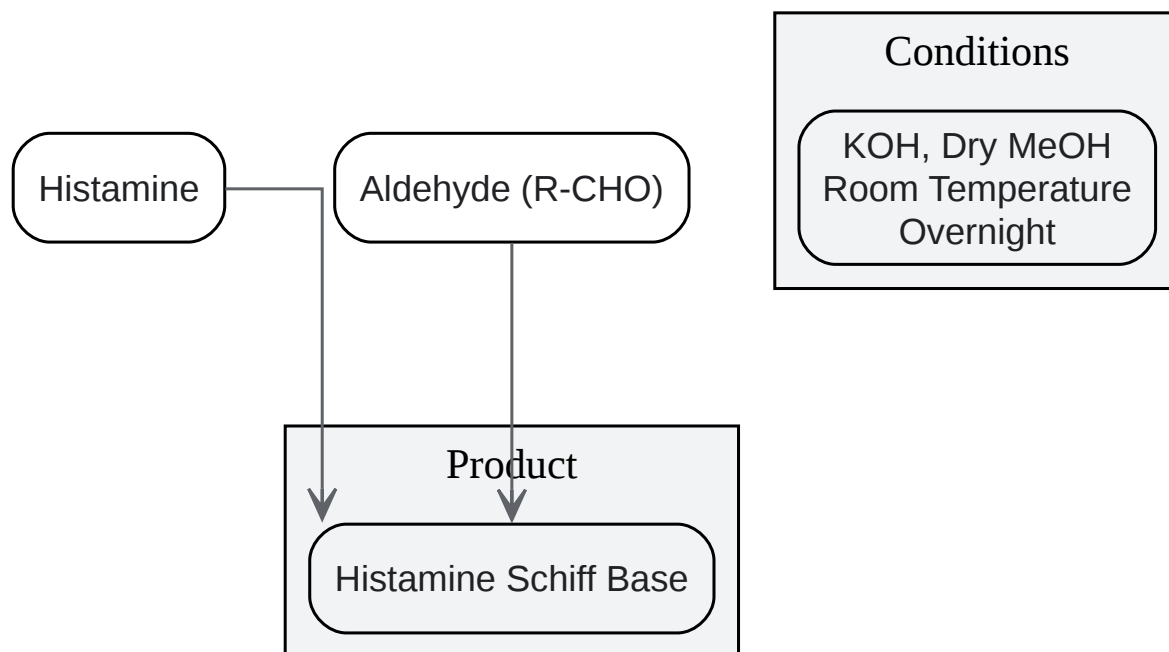 Conditions
KOH, Dry MeOH
Room Temperature
Overnight
Histamine
Aldehyde (R-CHO)
Product
Histamine Schiff Base